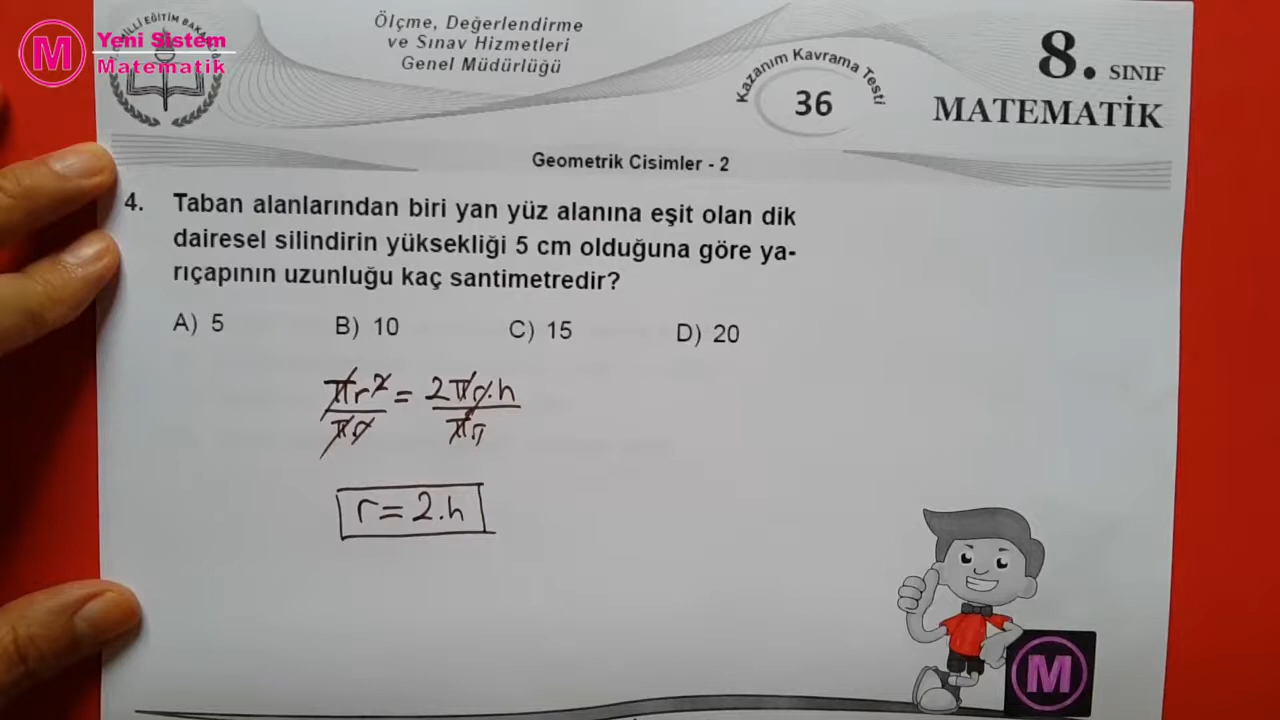 M Yeni Sistem
Matematik
MİLLİ EĞİTİM BAKA
Ölçme, Değerlendirme
ve Sınav Hizmetleri
Genel Müdürlüğü
Kazanım Kavrama Testi
36
8. SINIF
MATEMATİK
Geometrik Cisimler - 2
4. Taban alanlarından biri yan yüz alanına eşit olan dik
dairesel silindirin yüksekliği 5 cm olduğuna göre ya-
rıçapının uzunluğu kaç santimetredir?
A) 5 B) 10 C) 15 D) 20
πr² = 2πr.h
πr πr
r = 2.h
M